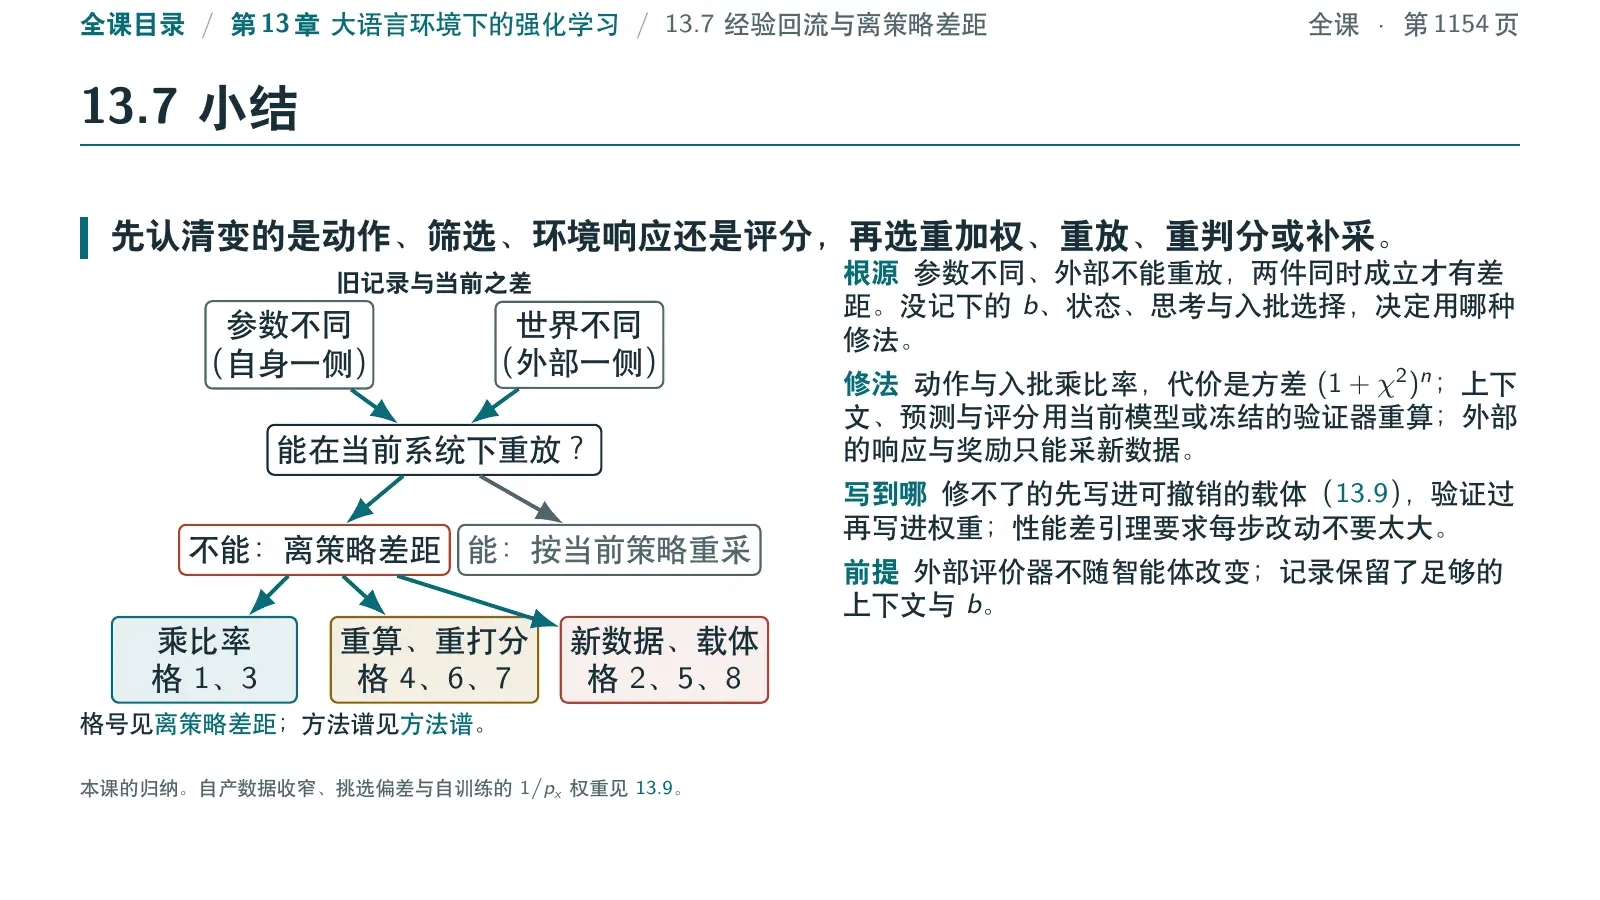 全课目录 / 第 13 章 大语言环境下的强化学习 / 13.7 经验回流与离策略差距
全课 · 第 1154 页
13.7 小结
先认清变的是动作、筛选、环境响应还是评分，再选重加权、重放、重判分或补采。
旧记录与当前之差
参数不同
（自身一侧）
世界不同
（外部一侧）
能在当前系统下重放？
不能：离策略差距
能：按当前策略重采
乘比率
格 1、3
重算、重打分
格 4、6、7
新数据、载体
格 2、5、8
格号见离策略差距；方法谱见方法谱。
根源 参数不同、外部不能重放，两件同时成立才有差
距。没记下的 b、状态、思考与入批选择，决定用哪种
修法。
修法 动作与入批乘比率，代价是方差 (1 + χ²)ⁿ；上下
文、预测与评分用当前模型或冻结的验证器重算；外部
的响应与奖励只能采新数据。
写到哪 修不了的先写进可撤销的载体（13.9），验证过
再写进权重；性能差引理要求每步改动不要太大。
前提 外部评价器不随智能体改变；记录保留了足够的
上下文与 b。
本课的归纳。自产数据收窄、挑选偏差与自训练的 1/pₓ 权重见 13.9。